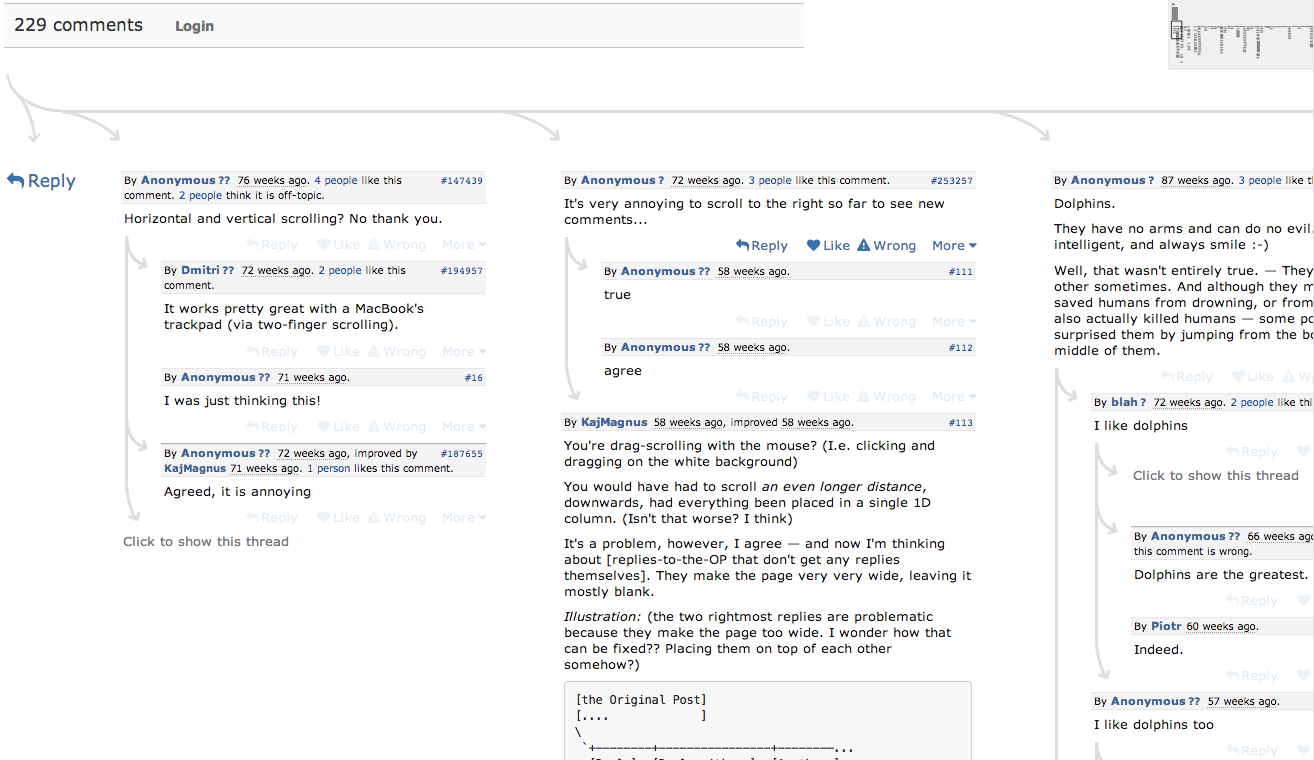 229 comments Login
Reply
By Anonymous ?? 76 weeks ago. 4 people like this #147439
comment. 2 people think it is off-topic.
Horizontal and vertical scrolling? No thank you.
Reply Like Wrong More
By Dmitri ?? 72 weeks ago. 2 people like this #194957
comment.
It works pretty great with a MacBook's
trackpad (via two-finger scrolling).
Reply Like Wrong More
By Anonymous ?? 71 weeks ago. #16
I was just thinking this!
Reply Like Wrong More
By Anonymous ?? 72 weeks ago, improved by #187655
KajMagnus 71 weeks ago. 1 person likes this comment.
Agreed, it is annoying
Reply Like Wrong More
Click to show this thread
By Anonymous ? 72 weeks ago. 3 people like this comment. #253257
It's very annoying to scroll to the right so far to see new
comments...
Reply Like Wrong More
By Anonymous ?? 58 weeks ago. #111
true
Reply Like Wrong More
By Anonymous ?? 58 weeks ago. #112
agree
Reply Like Wrong More
By KajMagnus 58 weeks ago, improved 58 weeks ago. #113
You're drag-scrolling with the mouse? (I.e. clicking and
dragging on the white background)
You would have had to scroll an even longer distance,
downwards, had everything been placed in a single 1D
column. (Isn't that worse? I think)
It's a problem, however, I agree — and now I'm thinking
about [replies-to-the-OP that don't get any replies
themselves]. They make the page very very wide, leaving it
mostly blank.
Illustration: (the two rightmost replies are problematic
because they make the page too wide. I wonder how that
can be fixed?? Placing them on top of each other
somehow?)
[the Original Post]
[.... ]
\
`+--------+----------------+--------...
By Anonymous ? 87 weeks ago. 3 people like t
Dolphins.
They have no arms and can do no evil.
intelligent, and always smile :-)
Well, that wasn't entirely true. — They
other sometimes. And although they m
saved humans from drowning, or from
also actually killed humans — some po
surprised them by jumping from the bo
middle of them.
Reply Like W
By blah ? 72 weeks ago. 2 people like thi
I like dolphins
Reply
Click to show this thread
By Anonymous ?? 66 weeks ago
this comment is wrong.
Dolphins are the greatest.
Reply
By Piotr 60 weeks ago.
Indeed.
Reply
By Anonymous ?? 57 weeks ago.
I like dolphins too
Reply